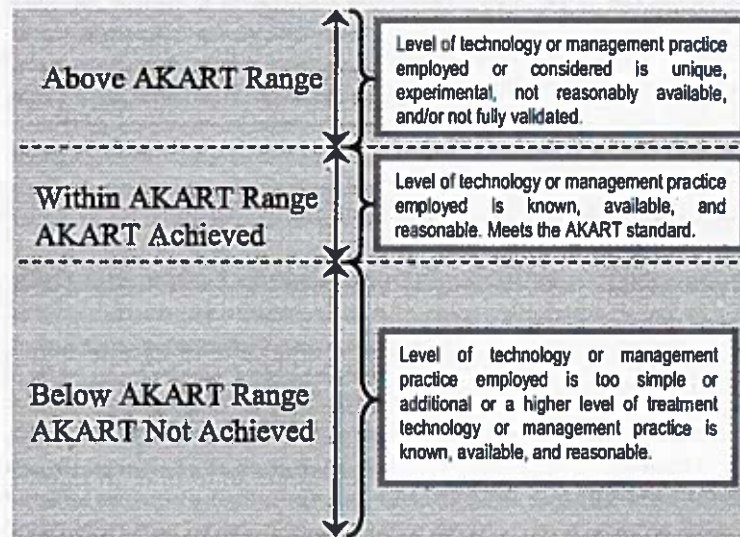 Above AKART Range
Level of technology or management practice
employed or considered is unique,
experimental, not reasonably available,
and/or not fully validated.
Within AKART Range
AKART Achieved
Level of technology or management practice
employed is known, available, and
reasonable. Meets the AKART standard.
Below AKART Range
AKART Not Achieved
Level of technology or management
practice employed is too simple or
additional or a higher level of treatment
technology or management practice is
known, available, and reasonable.